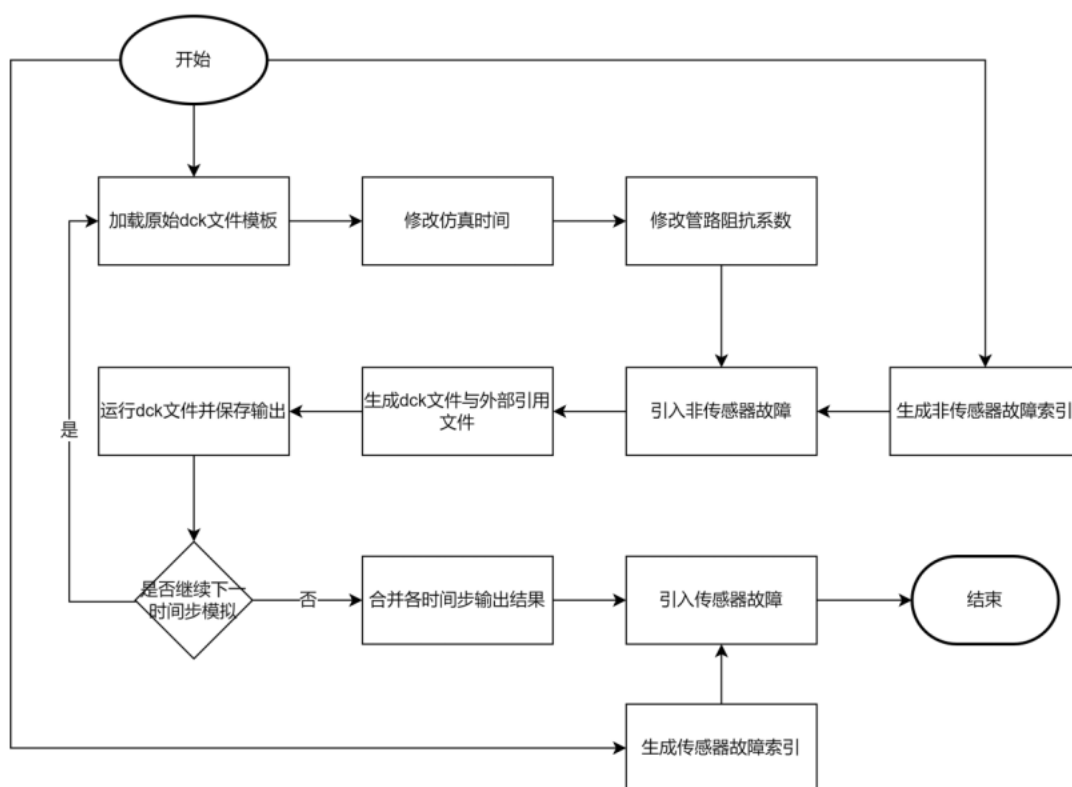 开始
加载原始dck文件模板
修改仿真时间
修改管路阻抗系数
运行dck文件并保存输出
生成dck文件与外部引用
文件
引入非传感器故障
生成非传感器故障索引
是
是否继续下一
时间步模拟
否
合并各时间步输出结果
引入传感器故障
结束
生成传感器故障索引